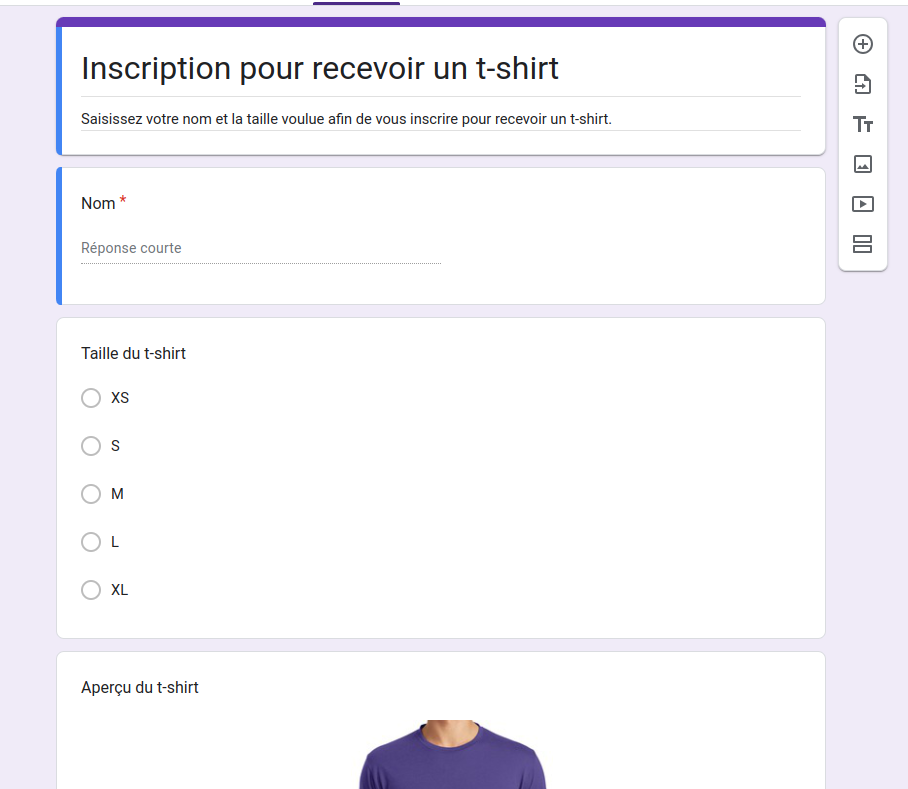 Inscription pour recevoir un t-shirt
Saisissez votre nom et la taille voulue afin de vous inscrire pour recevoir un t-shirt.
Nom *
Réponse courte
Taille du t-shirt
XS
S
M
L
XL
Aperçu du t-shirt